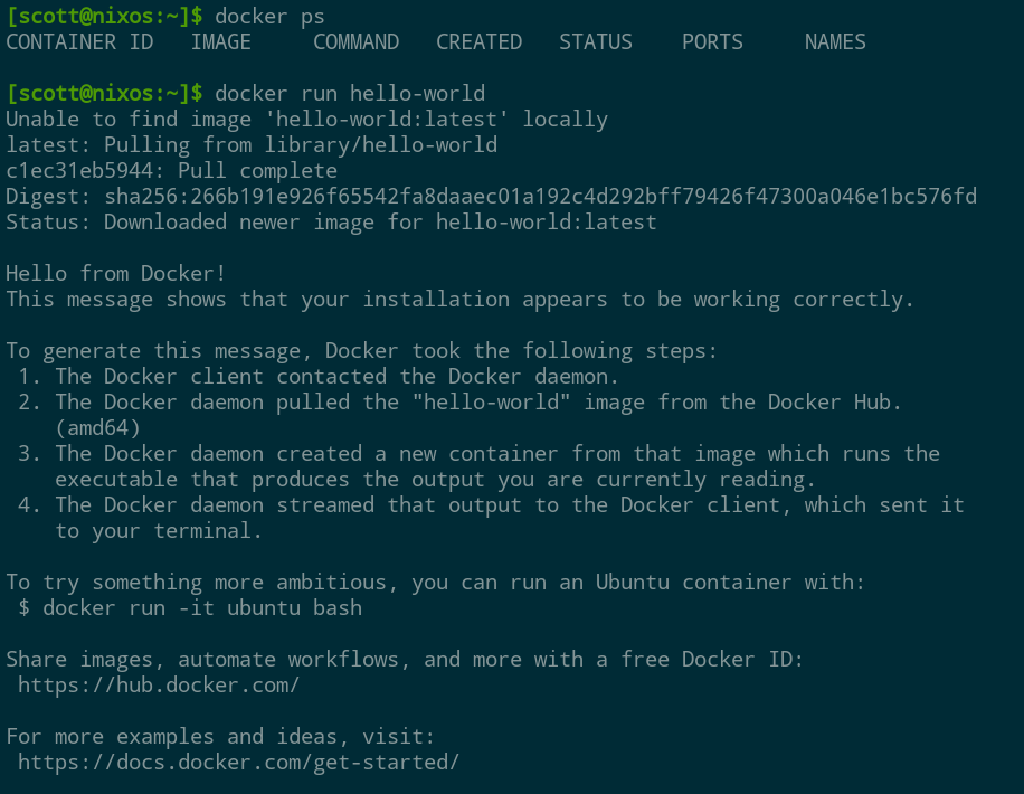 [scott@nixos:~]$ docker ps
CONTAINER ID   IMAGE     COMMAND   CREATED   STATUS    PORTS     NAMES
[scott@nixos:~]$ docker run hello-world
Unable to find image 'hello-world:latest' locally
latest: Pulling from library/hello-world
c1ec31eb5944: Pull complete
Digest: sha256:266b191e926f65542fa8daaec01a192c4d292bff79426f47300a046e1bc576fd
Status: Downloaded newer image for hello-world:latest
Hello from Docker!
This message shows that your installation appears to be working correctly.
To generate this message, Docker took the following steps:
 1. The Docker client contacted the Docker daemon.
 2. The Docker daemon pulled the "hello-world" image from the Docker Hub.
    (amd64)
 3. The Docker daemon created a new container from that image which runs the
    executable that produces the output you are currently reading.
 4. The Docker daemon streamed that output to the Docker client, which sent it
    to your terminal.
To try something more ambitious, you can run an Ubuntu container with:
 $ docker run -it ubuntu bash
Share images, automate workflows, and more with a free Docker ID:
 https://hub.docker.com/
For more examples and ideas, visit:
 https://docs.docker.com/get-started/